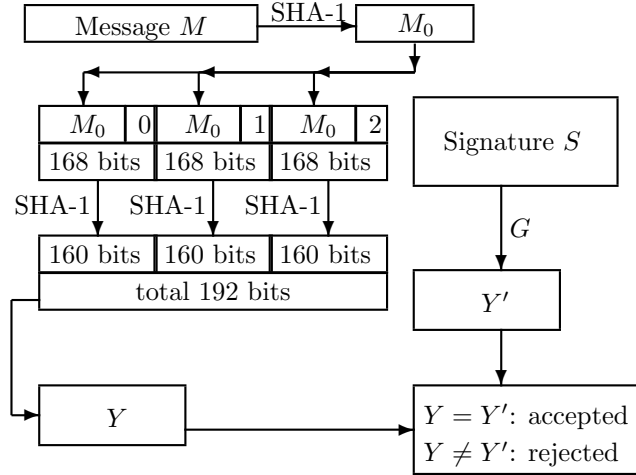 Message M
SHA-1
M₀
M₀ 0 M₀ 1 M₀ 2
168 bits 168 bits 168 bits
Signature S
SHA-1 SHA-1 SHA-1
G
160 bits 160 bits 160 bits
total 192 bits
Y′
Y
Y = Y′: accepted
Y ≠ Y′: rejected